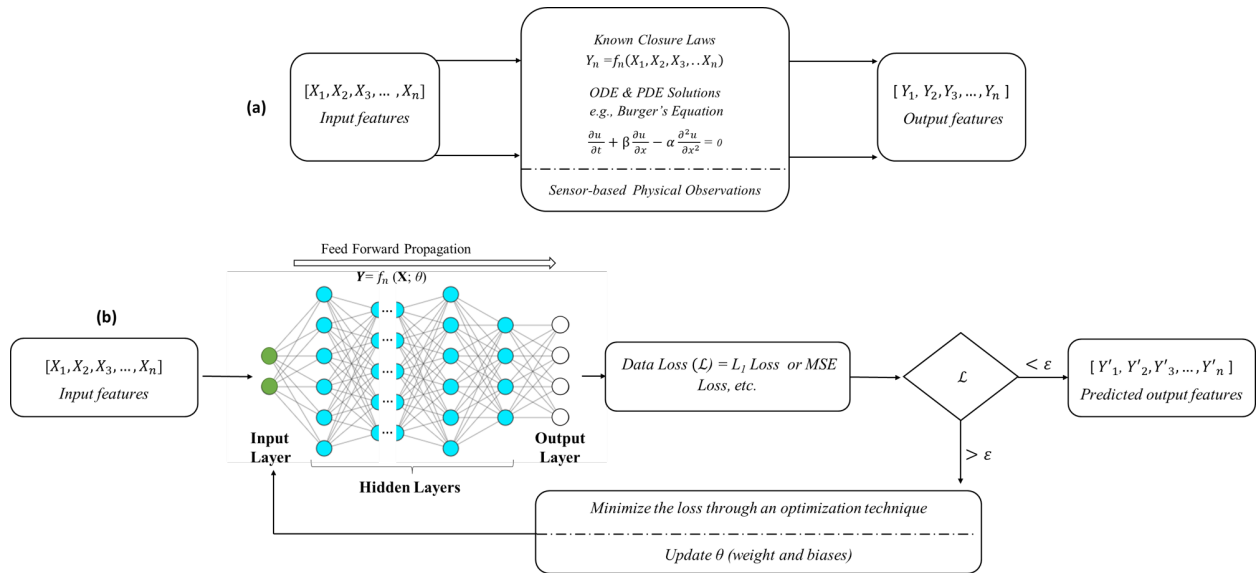 (a)
[X₁, X₂, X₃, … , Xₙ]
Input features
Known Closure Laws
Yₙ =fₙ(X₁, X₂, X₃, . . Xₙ)
ODE & PDE Solutions
e.g., Burger's Equation
∂u/∂t + β ∂u/∂x − α ∂²u/∂x² = 0
Sensor-based Physical Observations
[ Y₁, Y₂, Y₃, … , Yₙ ]
Output features
(b)
[X₁, X₂, X₃, … , Xₙ]
Input features
Feed Forward Propagation
Y= fₙ (X; θ)
... ...
... ...
...
Input
Layer
Hidden Layers
Output
Layer
Data Loss (ℒ) = L₁ Loss or MSE
Loss, etc.
ℒ
< ε
> ε
[ Y′₁, Y′₂, Y′₃, … , Y′ₙ ]
Predicted output features
Minimize the loss through an optimization technique
Update θ (weight and biases)